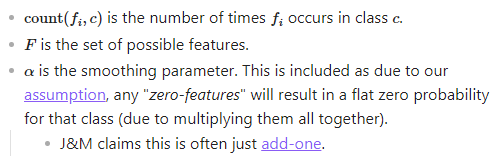 • count(fᵢ, c) is the number of times fᵢ occurs in class c.
• F is the set of possible features.
• α is the smoothing parameter. This is included as due to our
assumption, any "zero-features" will result in a flat zero probability
for that class (due to multiplying them all together).
• J&M claims this is often just add-one.